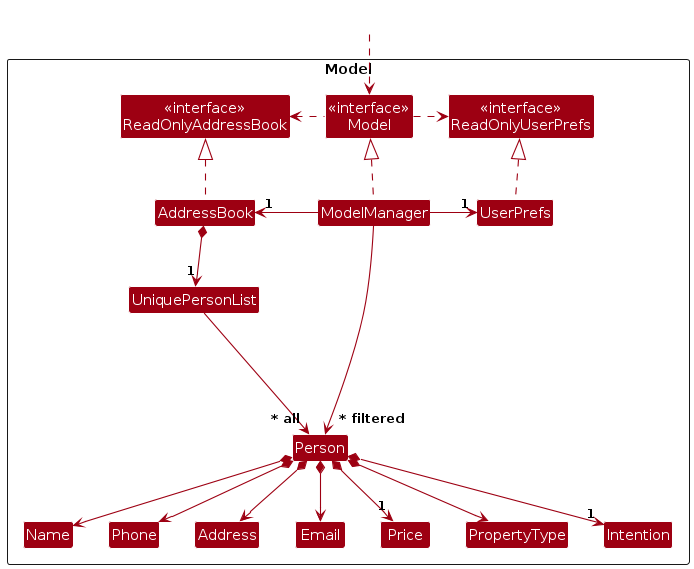 Model
«interface»
ReadOnlyAddressBook
«interface»
Model
«interface»
ReadOnlyUserPrefs
AddressBook
1
ModelManager
1
UserPrefs
1
UniquePersonList
* all
* filtered
Person
1
1
Name
Phone
Address
Email
Price
PropertyType
Intention